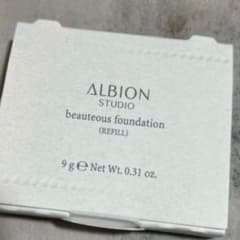 ALBION
STUDIO
beauteous foundation
(REFILL)
9 g ℮ Net Wt. 0.31 oz.